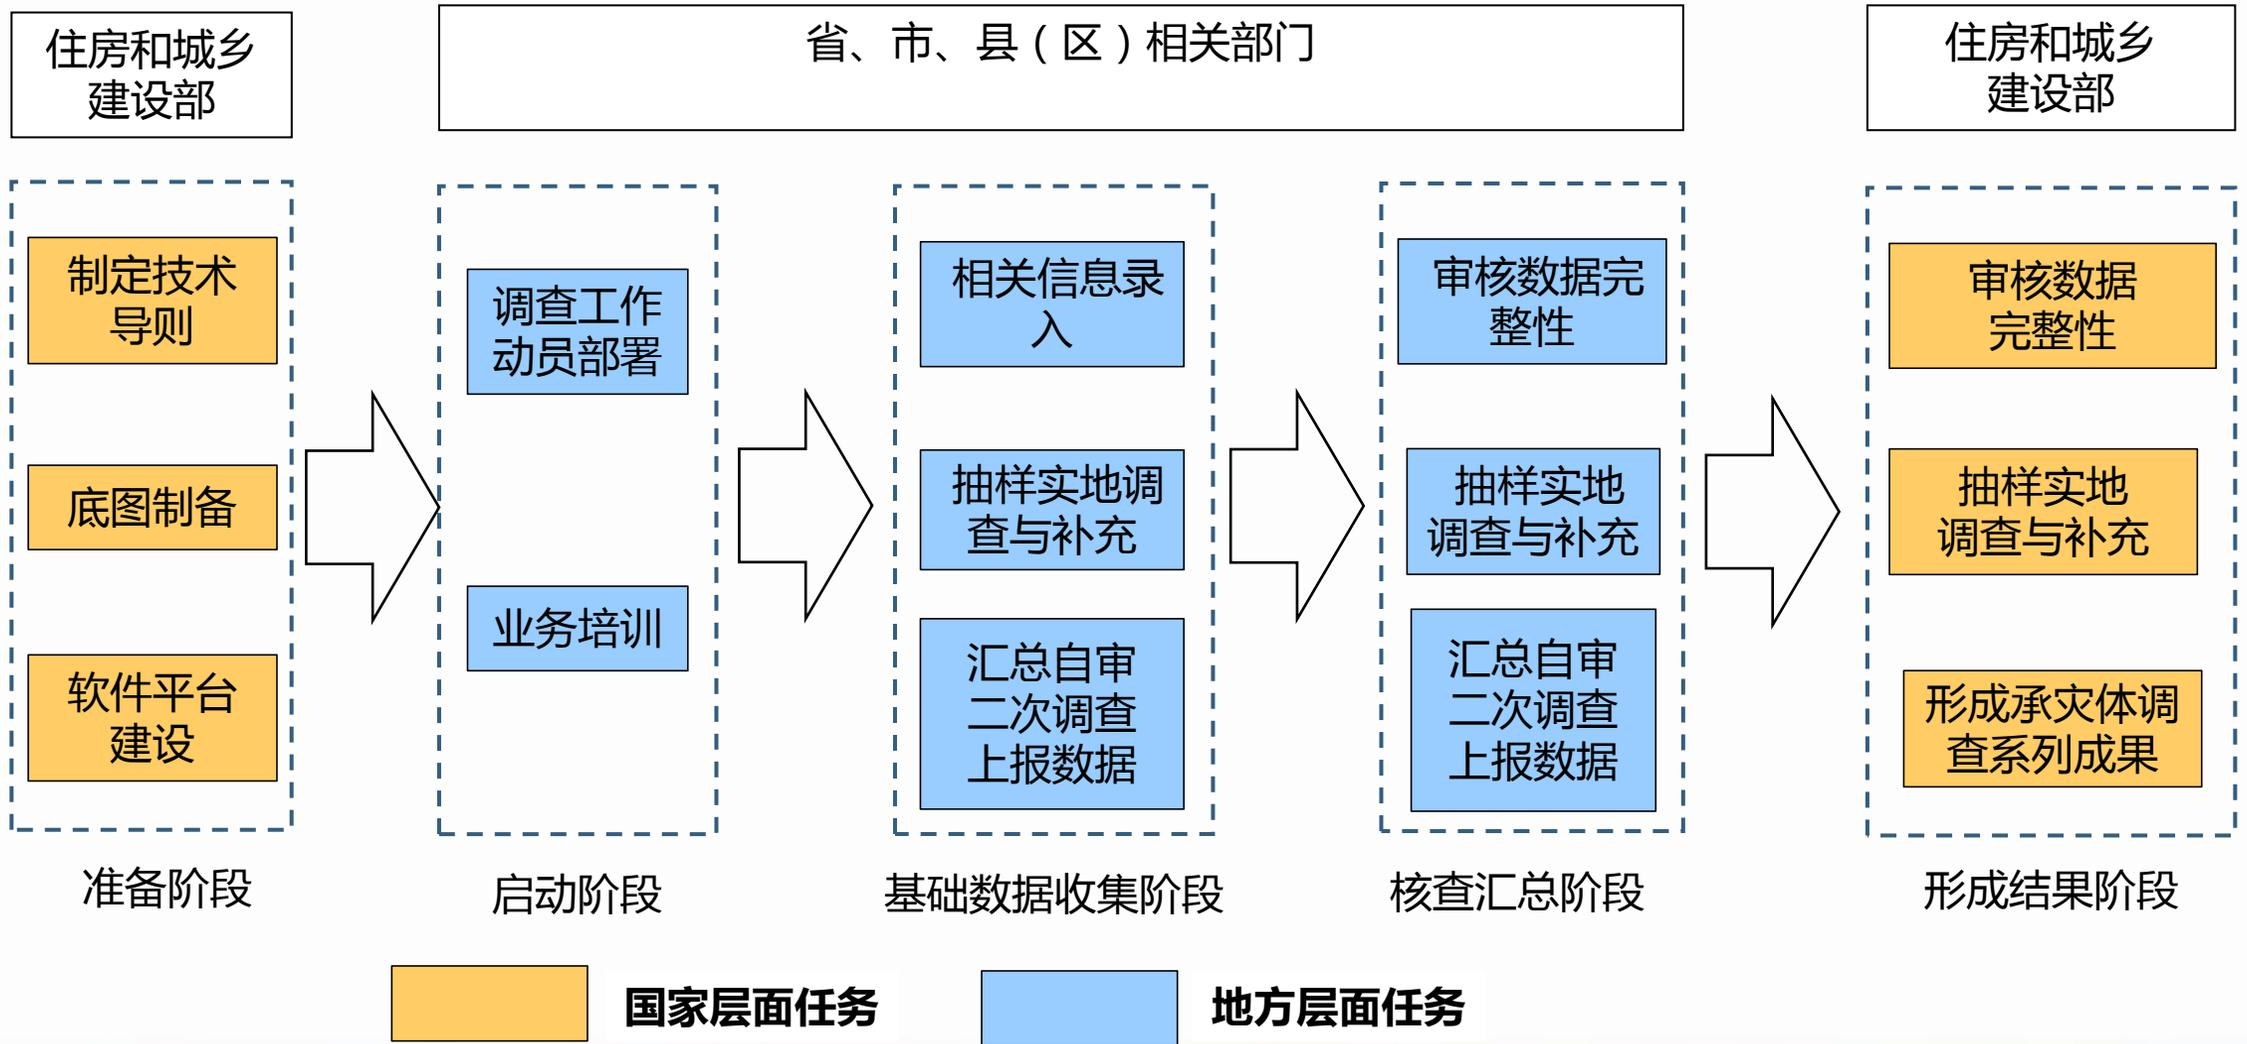 住房和城乡
建设部
省、市、县（区）相关部门
住房和城乡
建设部
制定技术
导则
底图制备
软件平台
建设
准备阶段
调查工作
动员部署
业务培训
启动阶段
相关信息录
入
抽样实地调
查与补充
汇总自审
二次调查
上报数据
基础数据收集阶段
审核数据完
整性
抽样实地
调查与补充
汇总自审
二次调查
上报数据
核查汇总阶段
审核数据
完整性
抽样实地
调查与补充
形成承灾体调
查系列成果
形成结果阶段
国家层面任务
地方层面任务